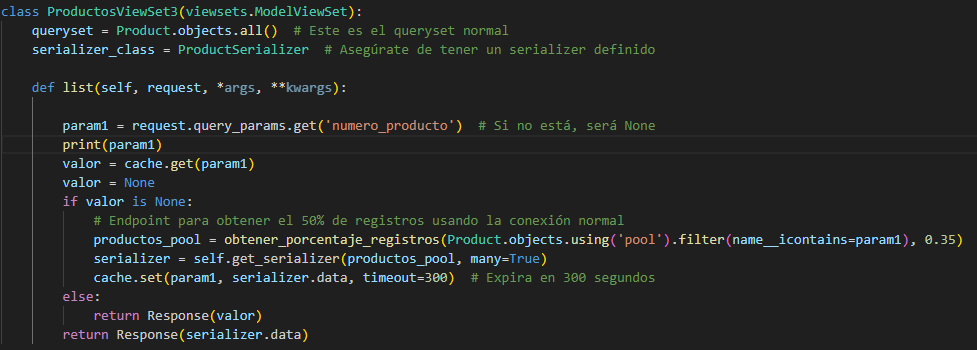 class ProductosViewSet3(viewsets.ModelViewSet):
    queryset = Product.objects.all()  # Este es el queryset normal
    serializer_class = ProductSerializer  # Asegúrate de tener un serializer definido

    def list(self, request, *args, **kwargs):

        param1 = request.query_params.get('numero_producto')  # Si no está, será None
        print(param1)
        valor = cache.get(param1)
        valor = None
        if valor is None:
            # Endpoint para obtener el 50% de registros usando la conexión normal
            productos_pool = obtener_porcentaje_registros(Product.objects.using('pool').filter(name__icontains=param1), 0.35)
            serializer = self.get_serializer(productos_pool, many=True)
            cache.set(param1, serializer.data, timeout=300)  # Expira en 300 segundos
        else:
            return Response(valor)
        return Response(serializer.data)